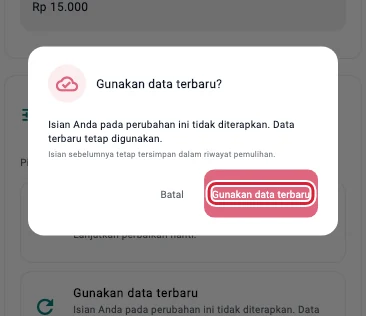 Rp 15.000
Gunakan data terbaru?
Isian Anda pada perubahan ini tidak diterapkan. Data
terbaru tetap digunakan.
Isian sebelumnya tetap tersimpan dalam riwayat pemulihan.
Batal
Gunakan data terbaru
Lanjutkan perbaikan nanti.
Gunakan data terbaru
Isian Anda pada perubahan ini tidak diterapkan. Data